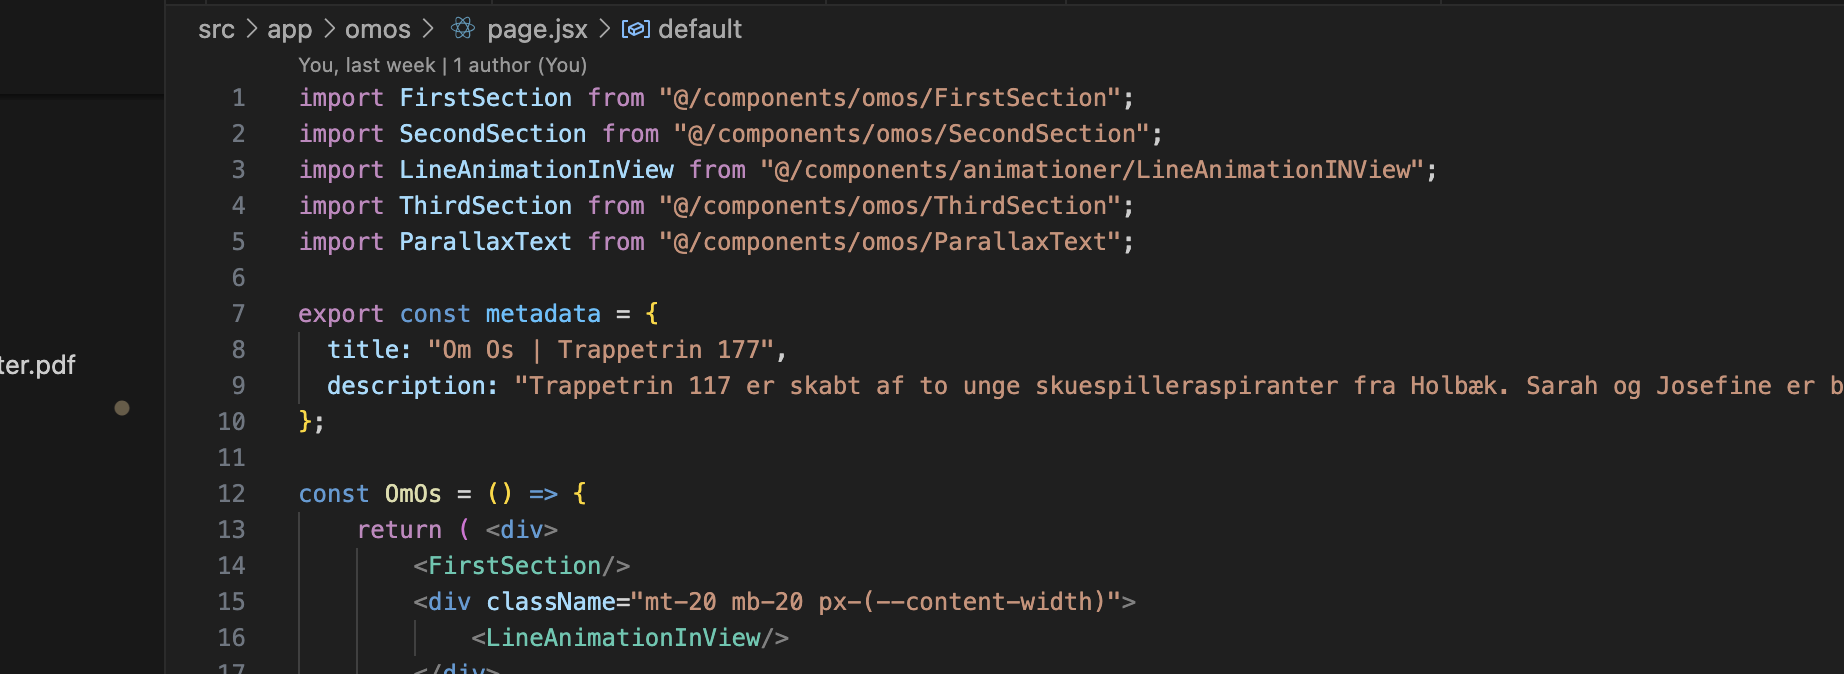 src > app > omos > page.jsx > default
You, last week | 1 author (You)
1 import FirstSection from "@/components/omos/FirstSection";
2 import SecondSection from "@/components/omos/SecondSection";
3 import LineAnimationInView from "@/components/animationer/LineAnimationINView";
4 import ThirdSection from "@/components/omos/ThirdSection";
5 import ParallaxText from "@/components/omos/ParallaxText";
6
7 export const metadata = {
8 title: "Om Os | Trappetrin 177",
ter.pdf
9 description: "Trappetrin 117 er skabt af to unge skuespilleraspiranter fra Holbæk. Sarah og Josefine er b
10 };
11
12 const OmOs = () => {
13 return ( <div>
14 <FirstSection/>
15 <div className="mt-20 mb-20 px-(--content-width)">
16 <LineAnimationInView/>
17 </div>